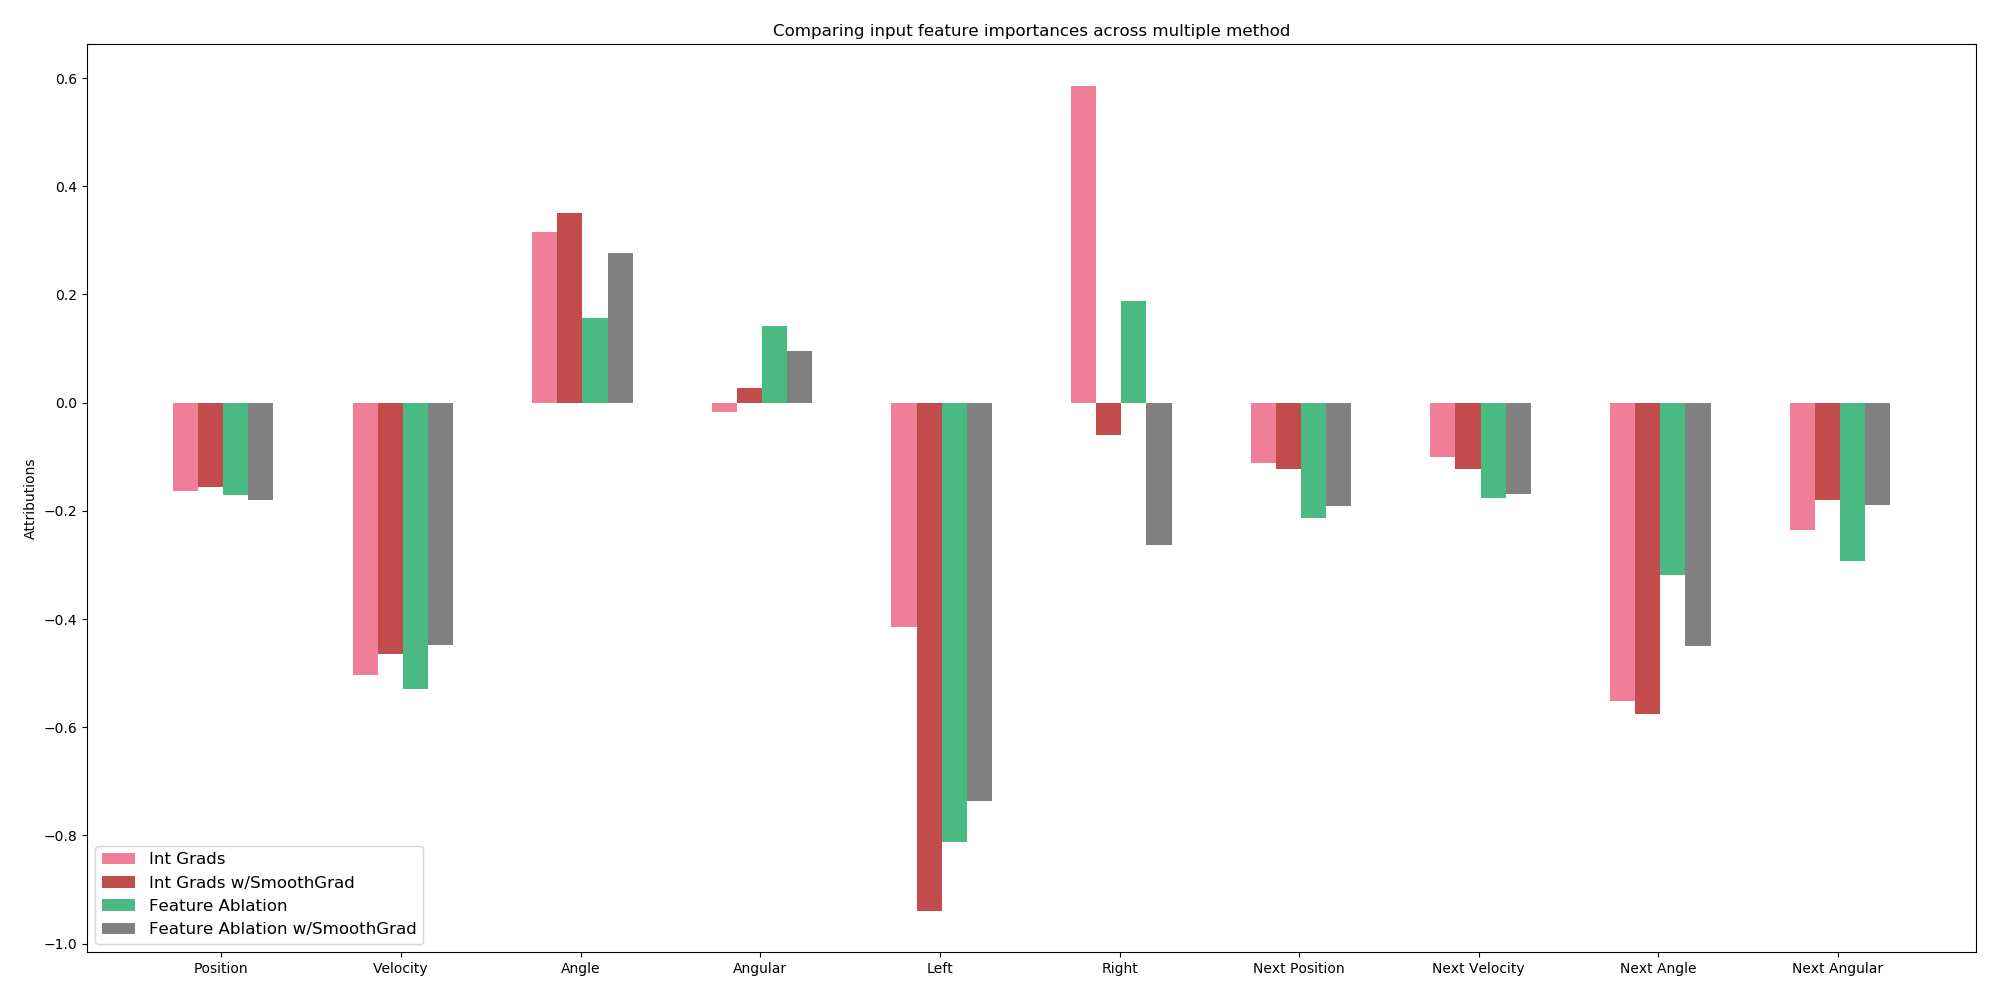 Comparing input feature importances across multiple method
0.6
0.4
0.2
0.0
−0.2
−0.4
−0.6
−0.8
−1.0
Attributions
Int Grads
Int Grads w/SmoothGrad
Feature Ablation
Feature Ablation w/SmoothGrad
Position Velocity Angle Angular Left Right Next Position Next Velocity Next Angle Next Angular